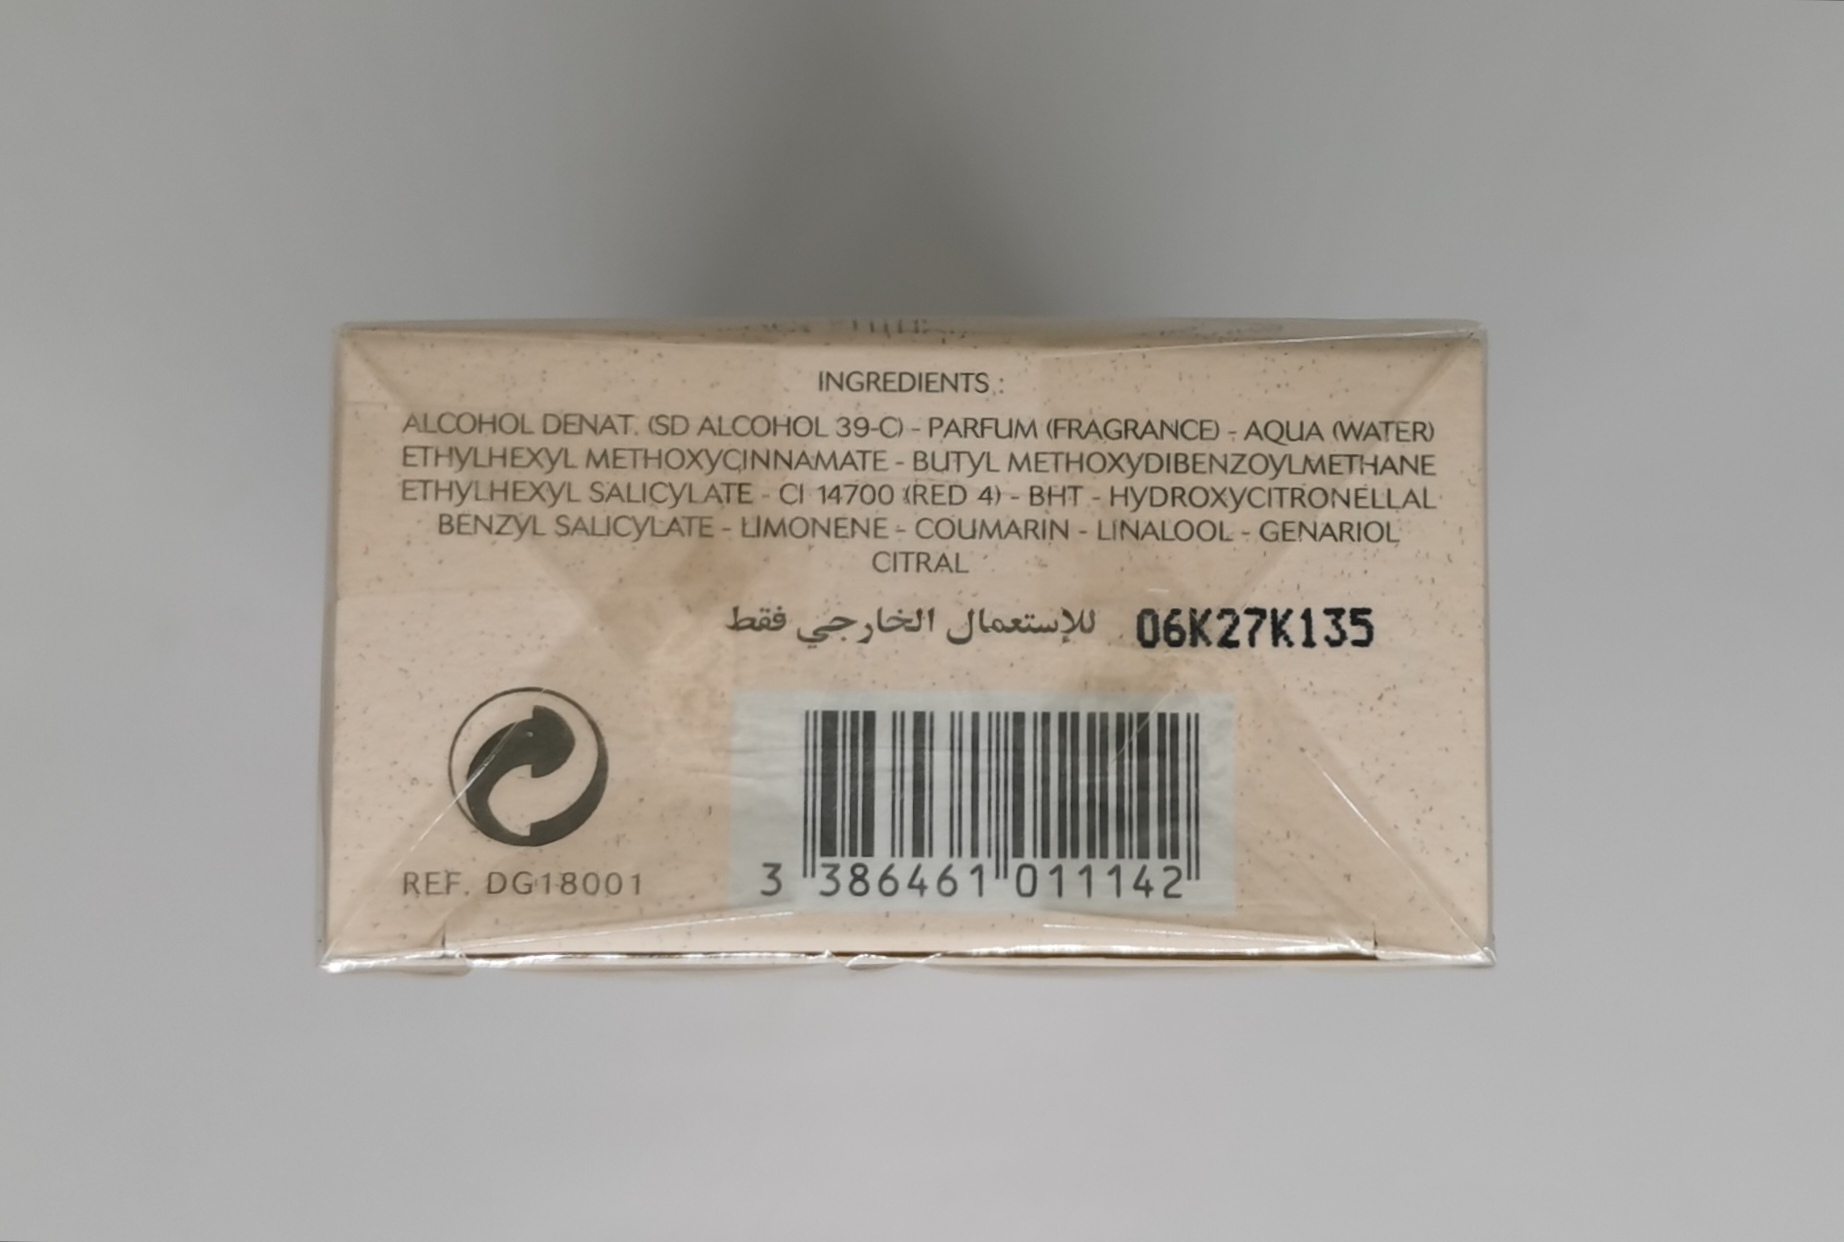 INGREDIENTS :
ALCOHOL DENAT. (SD ALCOHOL 39-C) - PARFUM (FRAGRANCE) - AQUA (WATER)
ETHYLHEXYL METHOXYCINNAMATE - BUTYL METHOXYDIBENZOYLMETHANE
ETHYLHEXYL SALICYLATE - CI 14700 (RED 4) - BHT - HYDROXYCITRONELLAL
BENZYL SALICYLATE - LIMONENE - COUMARIN - LINALOOL - GENARIOL
CITRAL
للإستعمال الخارجي فقط
06K27K135
REF. DG18001
3 386461 011142